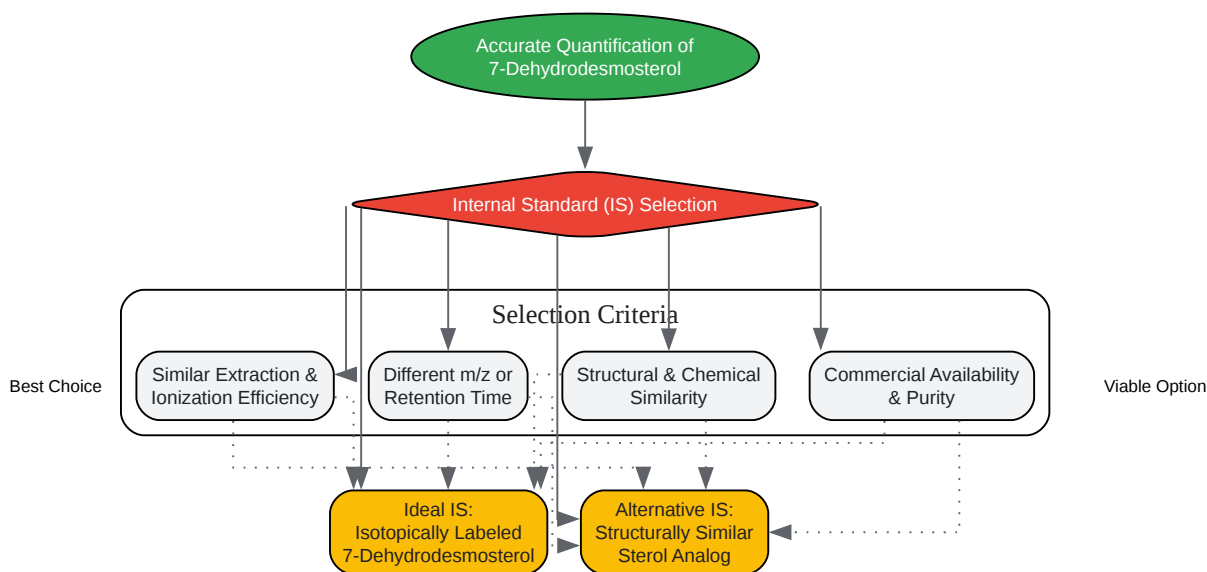 Accurate Quantification of
7-Dehydrodesmosterol
Internal Standard (IS) Selection
Selection Criteria
Best Choice
Similar Extraction &
Ionization Efficiency
Different m/z or
Retention Time
Structural & Chemical
Similarity
Commercial Availability
& Purity
Viable Option
Ideal IS:
Isotopically Labeled
7-Dehydrodesmosterol
Alternative IS:
Structurally Similar
Sterol Analog